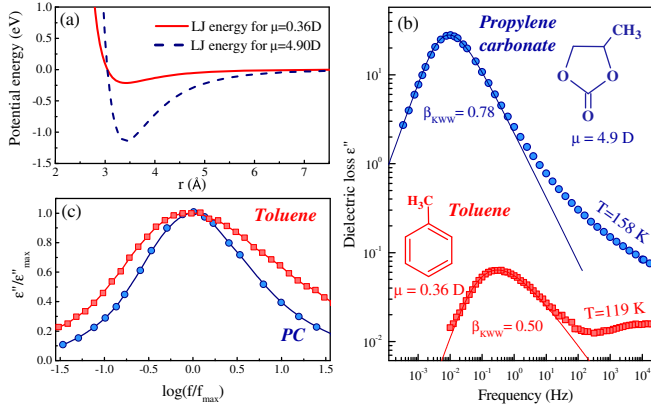 (a)
LJ energy for μ=0.36D
LJ energy for μ=4.90D
Potential energy (eV)
1.0
0.5
0.0
-0.5
-1.0
2 3 4 5 6 7
r (Å)
(c)
Toluene
PC
ε"/ε"max
1.0
0.8
0.6
0.4
0.2
0.0
-1.5 -1.0 -0.5 0.0 0.5 1.0 1.5
log(f/fmax)
(b)
Propylene
carbonate
CH3
O
O
O
μ = 4.9 D
βKWW = 0.78
T=158 K
H3C
Toluene
μ = 0.36 D
T=119 K
βKWW = 0.50
Dielectric loss ε"
10^1
10^0
10^-1
10^-2
10^-3 10^-2 10^-1 10^0 10^1 10^2 10^3 10^4
Frequency (Hz)